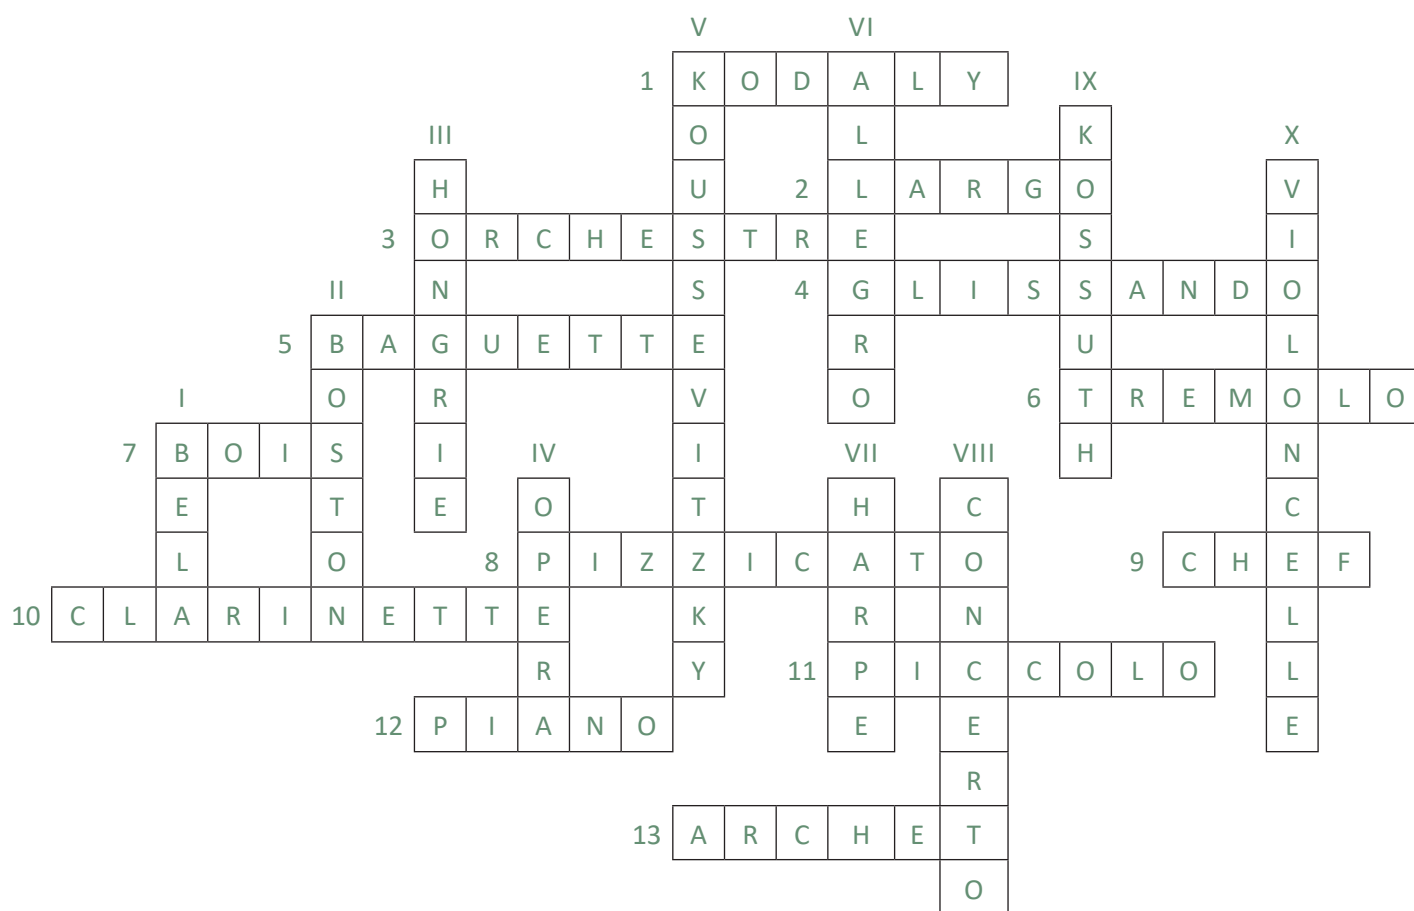 V VI
1 K O D A L Y IX
III O L K X
H U 2 L A R G O V
3 O R C H E S T R E S I
II N S 4 G L I S S A N D O
5 B A G U E T T E R U L
I O R V O 6 T R E M O L O
7 B O I S I IV I VII VIII H N
E T E O T H C C
L O 8 P I Z Z I C A T O 9 C H E F
10 C L A R I N E T T E K R N L
R Y 11 P I C C O L O L
12 P I A N O E E E
R
13 A R C H E T
O